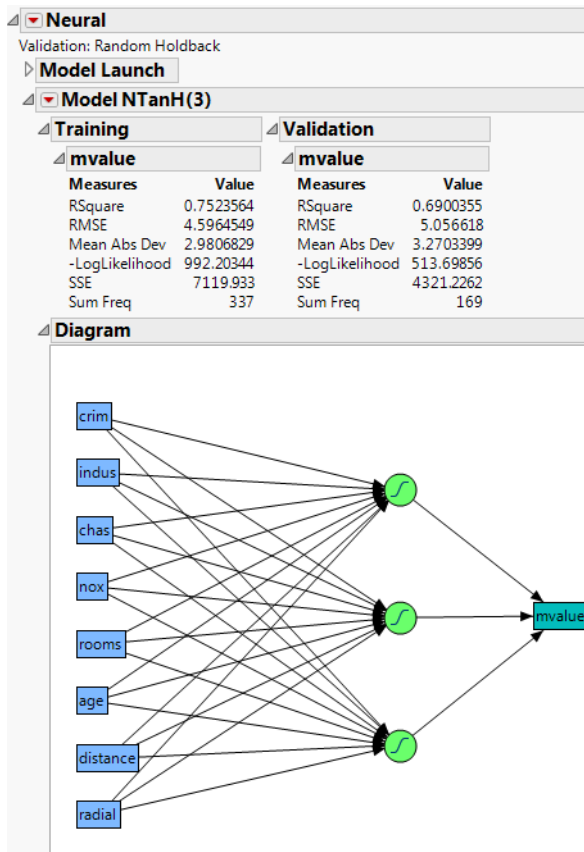 Neural
Validation: Random Holdback
Model Launch
Model NTanH(3)
Training Validation
mvalue mvalue
Measures Value Measures Value
RSquare 0.7523564 RSquare 0.6900355
RMSE 4.5964549 RMSE 5.056618
Mean Abs Dev 2.9806829 Mean Abs Dev 3.2703399
-LogLikelihood 992.20344 -LogLikelihood 513.69856
SSE 7119.933 SSE 4321.2262
Sum Freq 337 Sum Freq 169
Diagram
crim
indus
chas
nox
mvalue
rooms
age
distance
radial